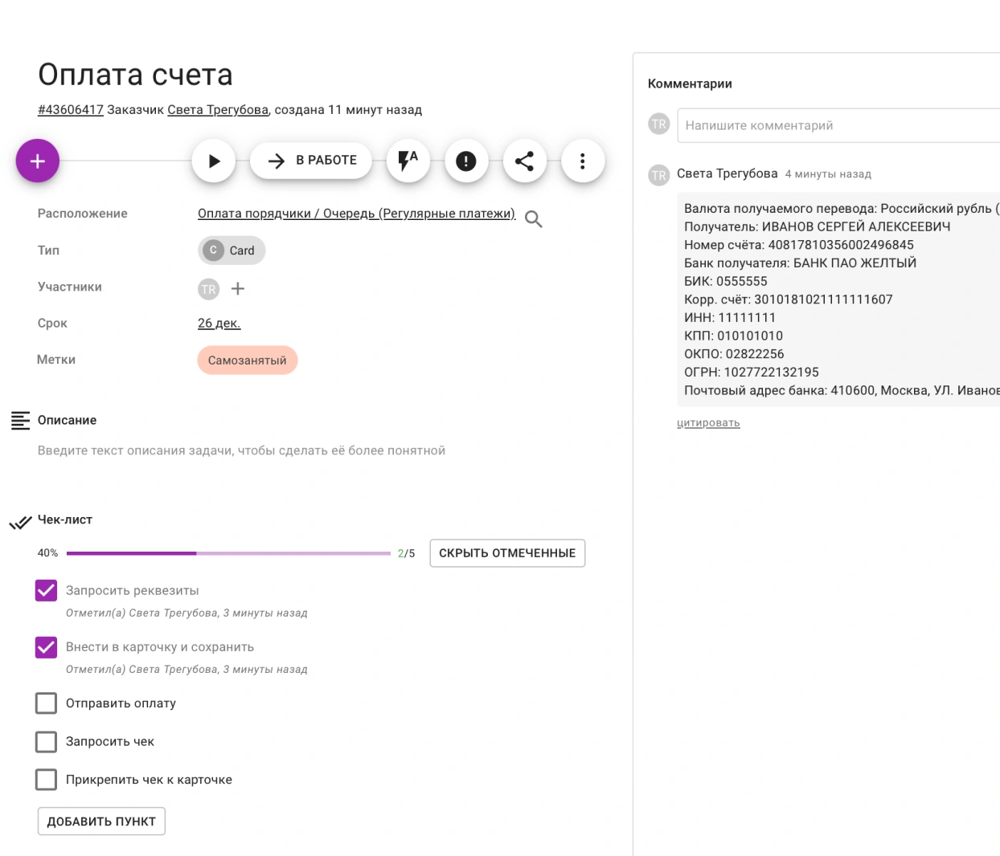 Оплата счета
#43606417 Заказчик Света Трегубова, создана 11 минут назад
В РАБОТЕ
A
Расположение
Оплата порядчики / Очередь (Регулярные платежи)
Тип
C Card
Участники
TR
Срок
26 дек.
Метки
Самозанятый
Описание
Введите текст описания задачи, чтобы сделать её более понятной
Чек-лист
40%
2/5
СКРЫТЬ ОТМЕЧЕННЫЕ
Запросить реквезиты
Отметил(а) Света Трегубова, 3 минуты назад
Внести в карточку и сохранить
Отметил(а) Света Трегубова, 3 минуты назад
Отправить оплату
Запросить чек
Прикрепить чек к карточке
ДОБАВИТЬ ПУНКТ
Комментарии
TR
Напишите комментарий
TR
Света Трегубова 4 минуты назад
Валюта получаемого перевода: Российский рубль (
Получатель: ИВАНОВ СЕРГЕЙ АЛЕКСЕЕВИЧ
Номер счёта: 40817810356002496845
Банк получателя: БАНК ПАО ЖЕЛТЫЙ
БИК: 0555555
Корр. счёт: 3010181021111111607
ИНН: 11111111
КПП: 010101010
ОКПО: 02822256
ОГРН: 1027722132195
Почтовый адрес банка: 410600, Москва, УЛ. Иванов
цитировать